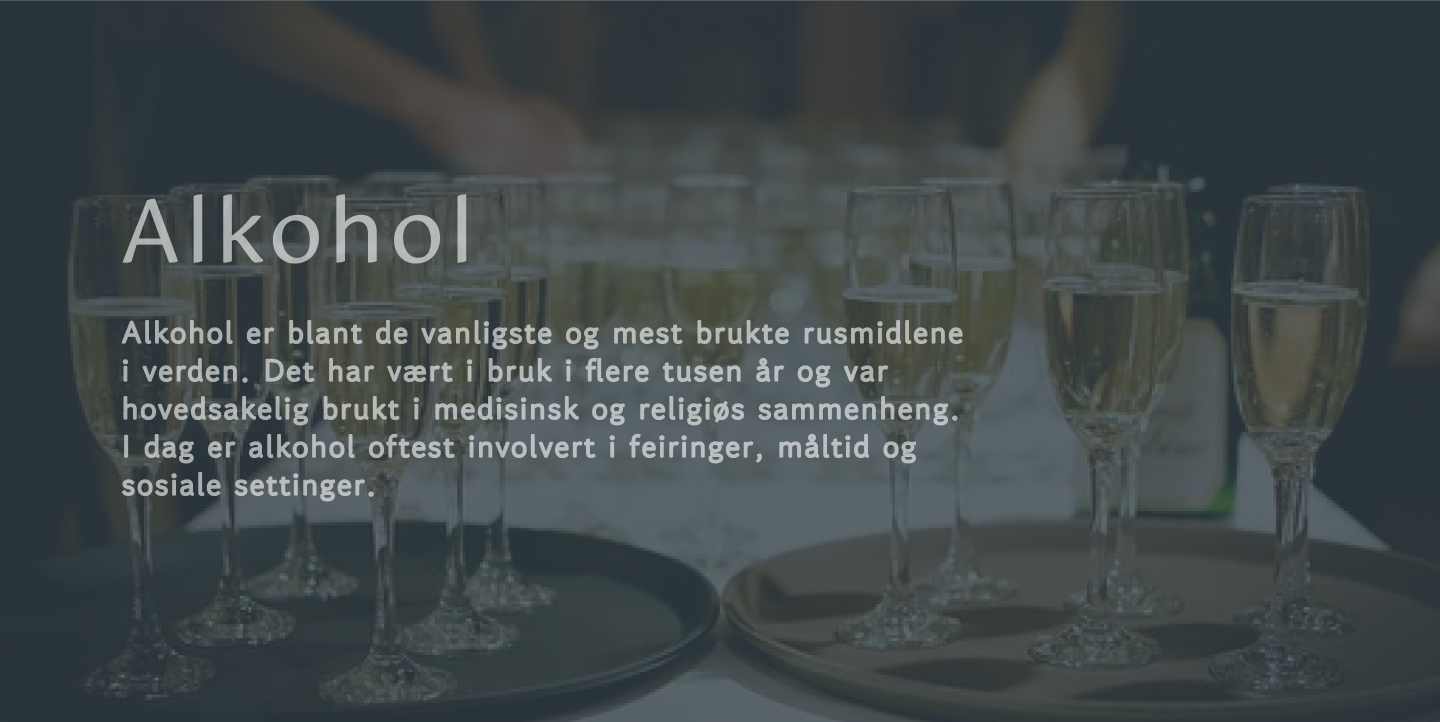 Alkohol
Alkohol er blant de vanligste og mest brukte rusmidlene
i verden. Det har vært i bruk i flere tusen år og var
hovedsakelig brukt i medisinsk og religiøs sammenheng.
I dag er alkohol oftest involvert i feiringer, måltid og
sosiale settinger.